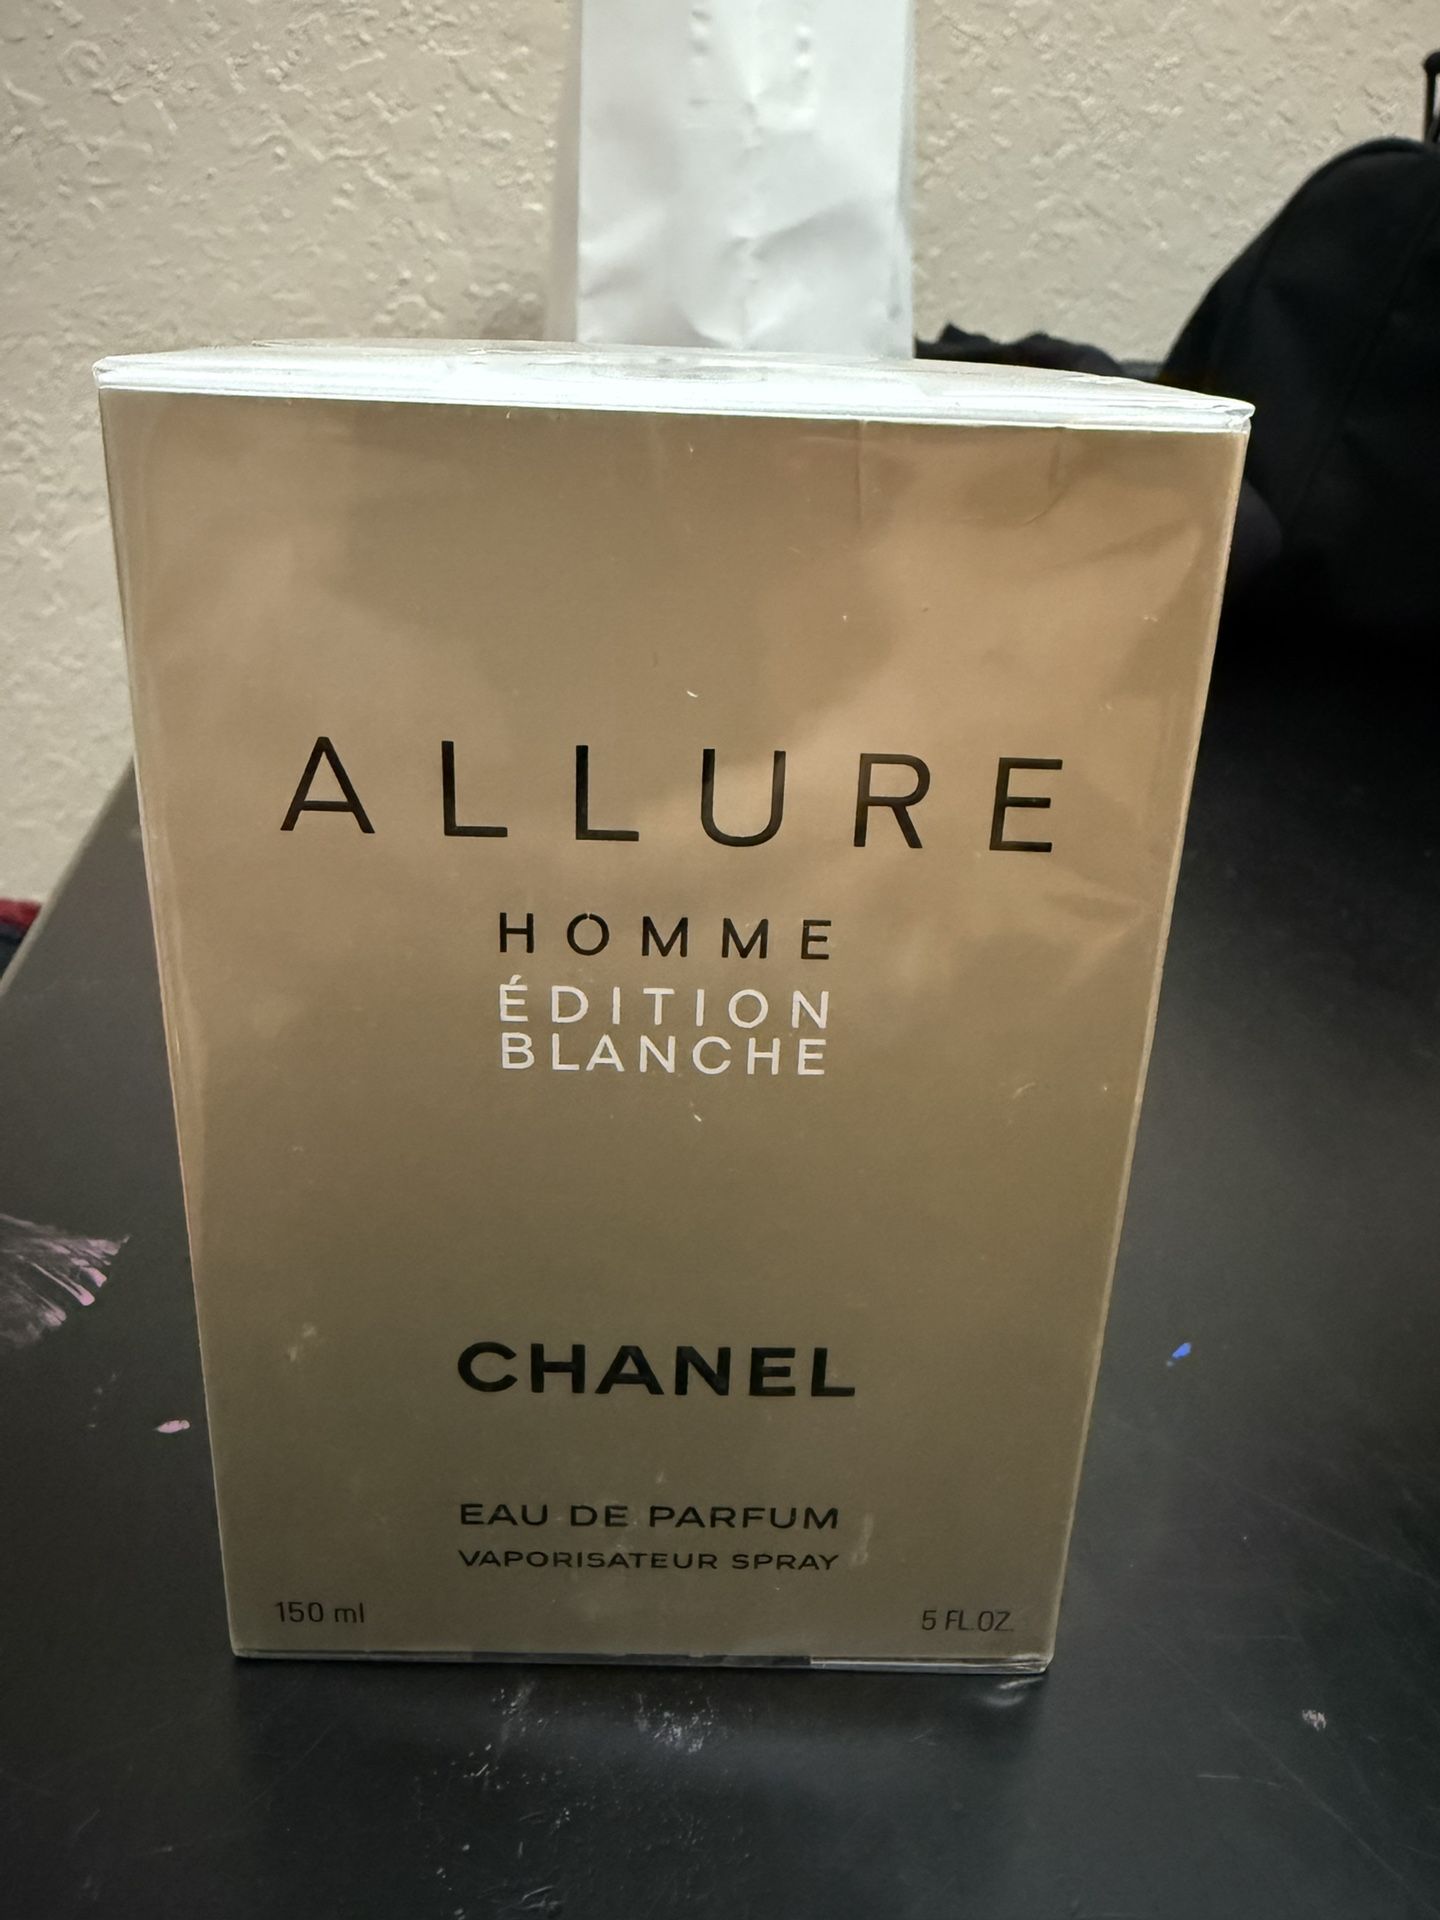 ALLURE
HOMME
ÉDITION
BLANCHE
CHANEL
EAU DE PARFUM
VAPORISATEUR SPRAY
150 ml
5 FL.OZ.